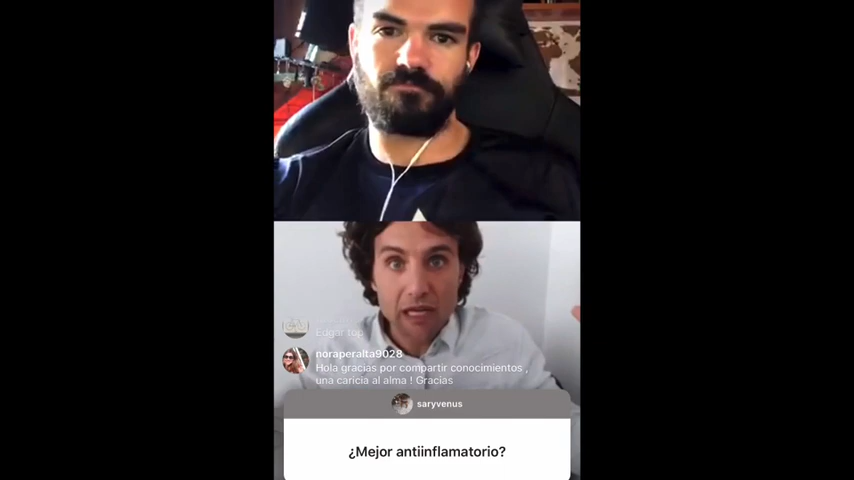 Edgar top
noraperalta9028
Hola gracias por compartir conocimientos ,
una caricia al alma ! Gracias
saryvenus
¿Mejor antiinflamatorio?